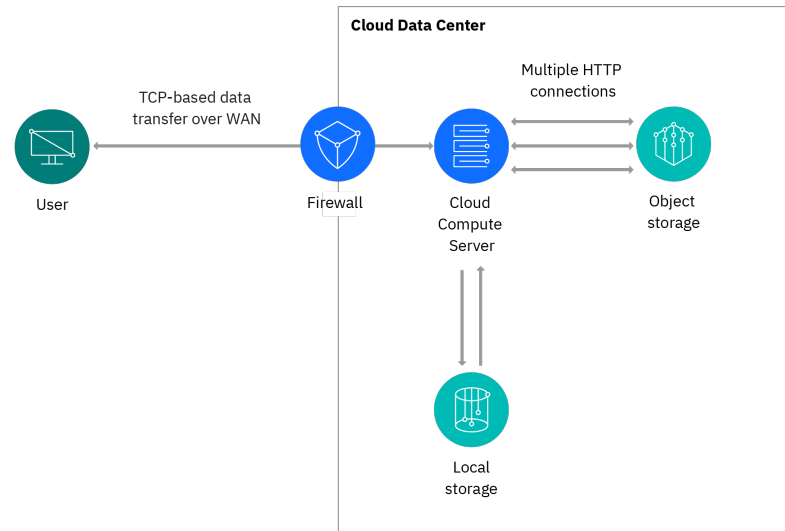 Cloud Data Center
TCP-based data
transfer over WAN
Multiple HTTP
connections
User
Firewall
Cloud
Compute
Server
Object
storage
Local
storage